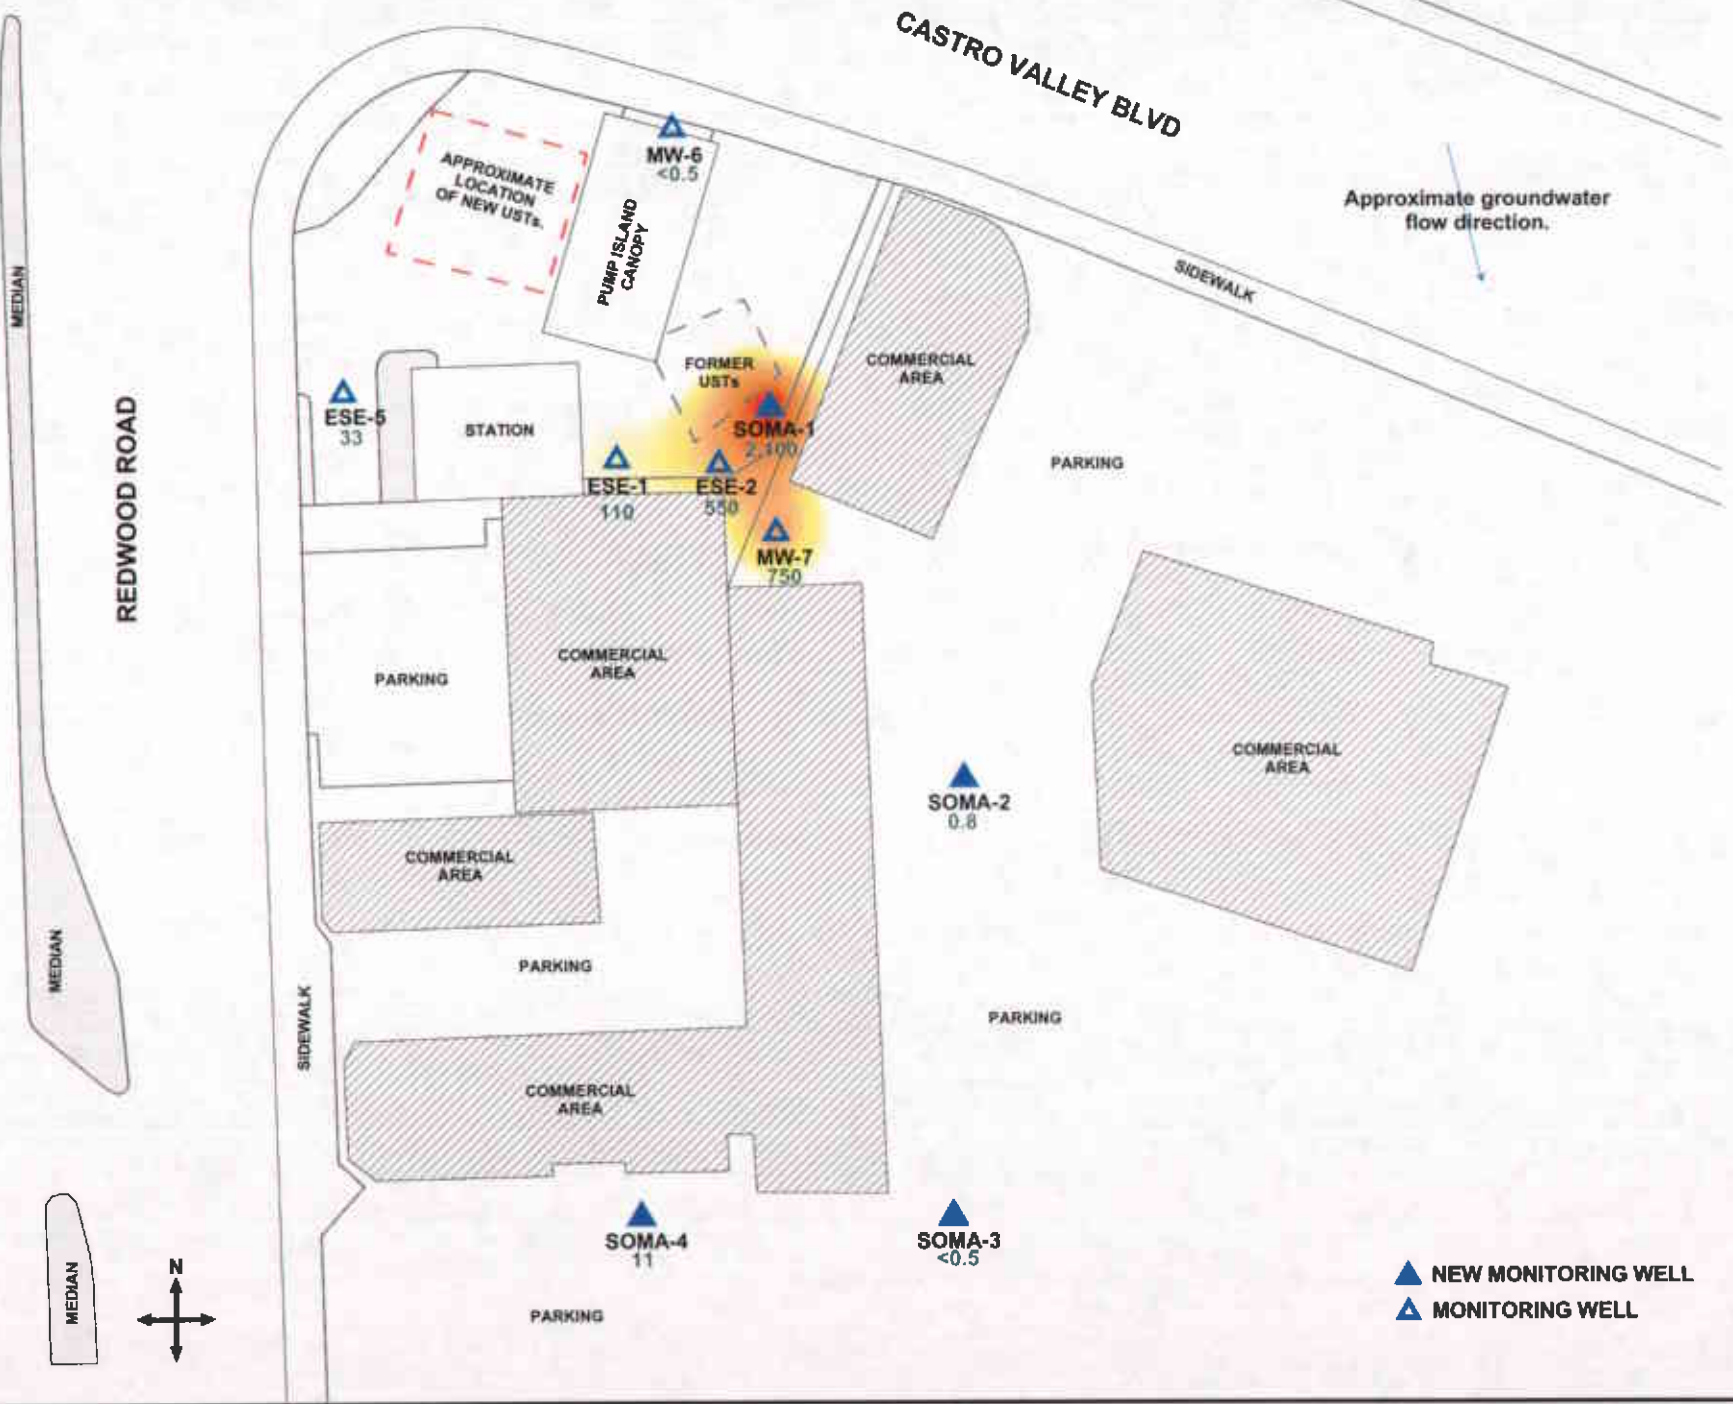 CASTRO VALLEY BLVD
MW-6
<0.5
APPROXIMATE
LOCATION
OF NEW USTs.
PUMP ISLAND
CANOPY
Approximate groundwater
flow direction.
SIDEWALK
MEDIAN
REDWOOD ROAD
FORMER
USTs
COMMERCIAL
AREA
ESE-5
33
STATION
SOMA-1
2,100
PARKING
ESE-1
110
ESE-2
550
MW-7
750
PARKING
COMMERCIAL
AREA
COMMERCIAL
AREA
SOMA-2
0.8
COMMERCIAL
AREA
MEDIAN
PARKING
SIDEWALK
PARKING
COMMERCIAL
AREA
SOMA-4
11
SOMA-3
<0.5
N
MEDIAN
PARKING
NEW MONITORING WELL
MONITORING WELL